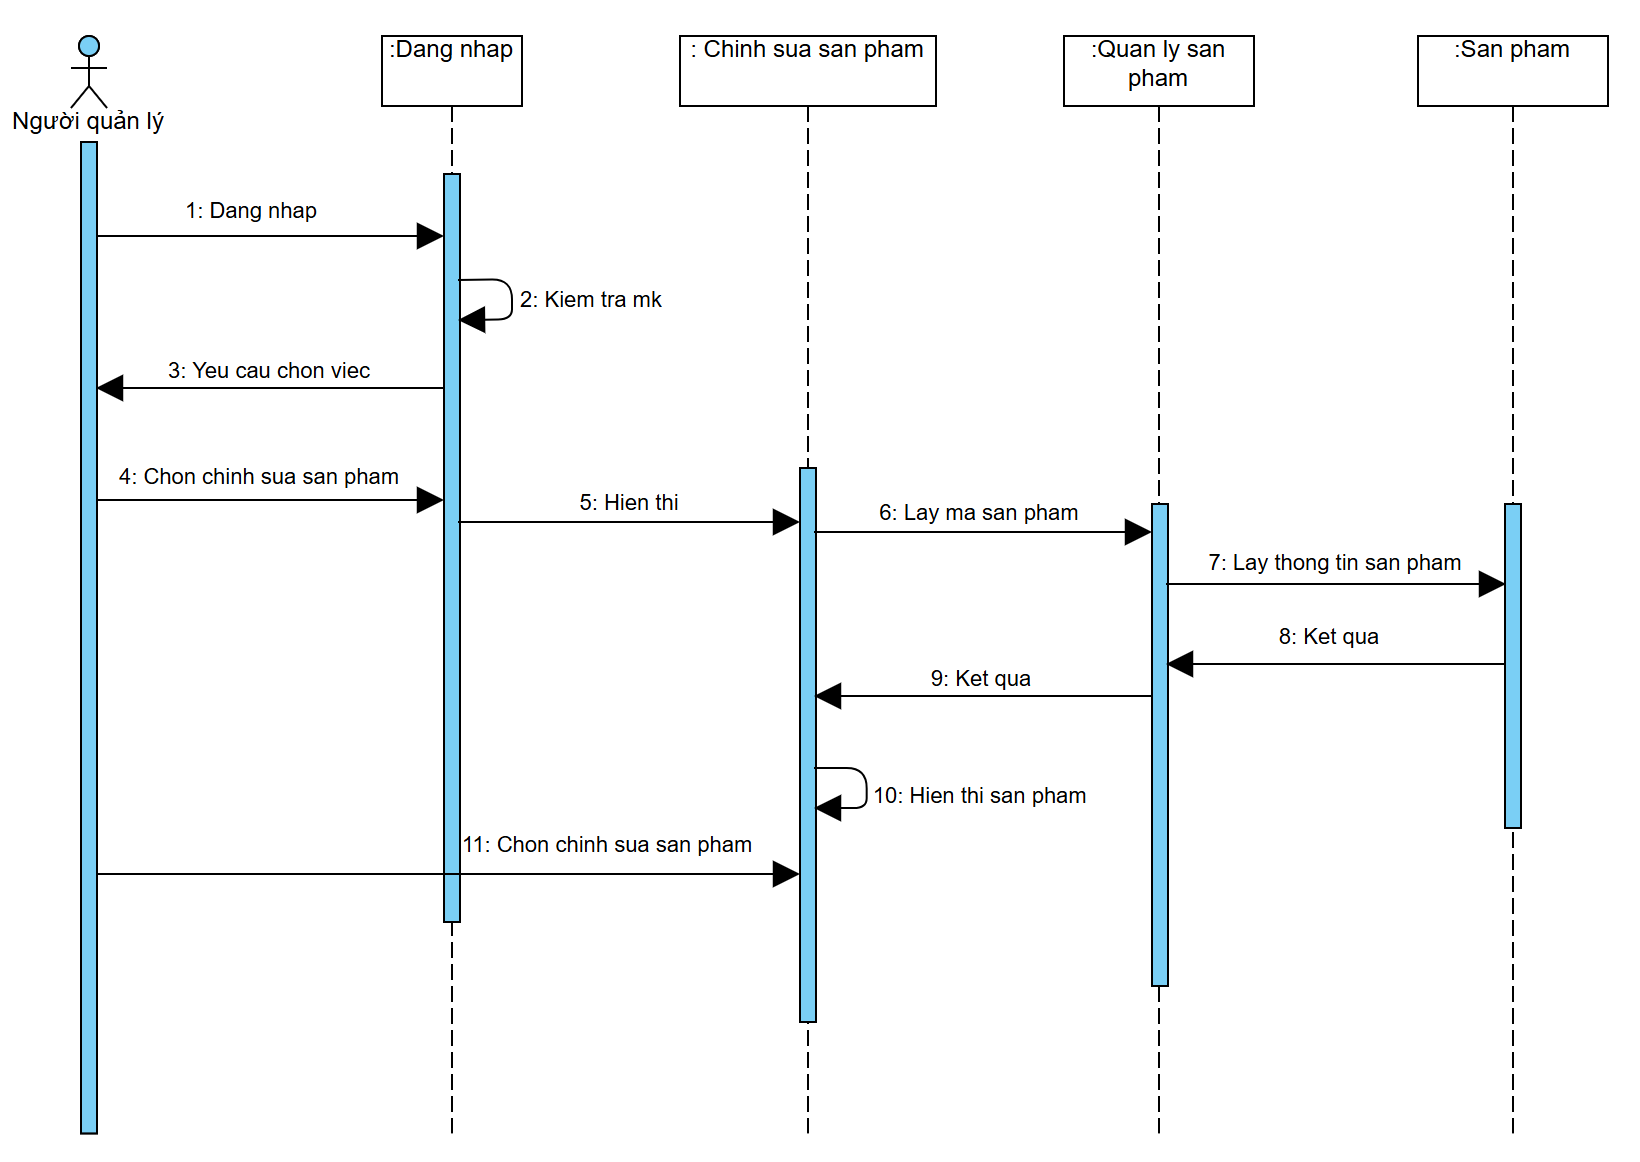 :Dang nhap
: Chinh sua san pham
:Quan ly san
pham
:San pham
Người quản lý
1: Dang nhap
2: Kiem tra mk
3: Yeu cau chon viec
4: Chon chinh sua san pham
5: Hien thi
6: Lay ma san pham
7: Lay thong tin san pham
8: Ket qua
9: Ket qua
10: Hien thi san pham
11: Chon chinh sua san pham